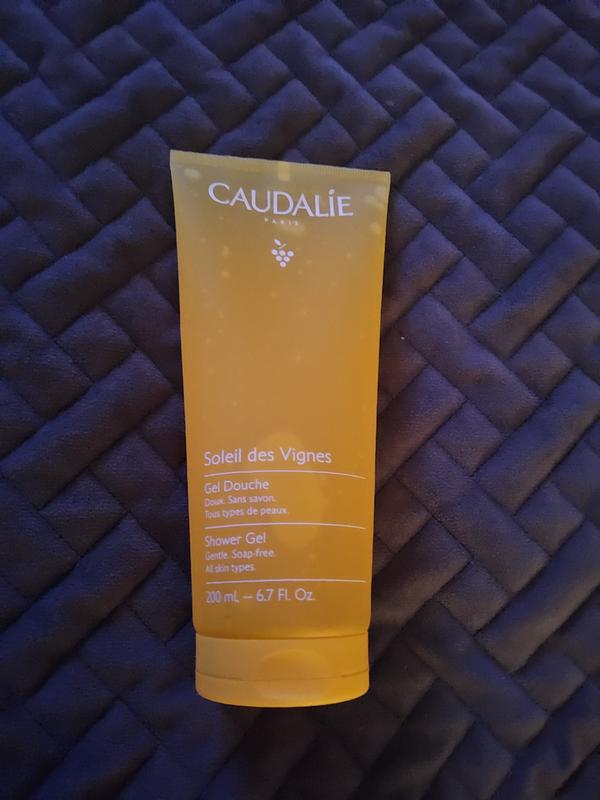 CAUDALÍE
PARIS
Soleil des Vignes
Gel Douche
Doux. Sans savon.
Tous types de peaux.
Shower Gel
Gentle. Soap-free.
All skin types.
200 mL – 6.7 Fl. Oz.